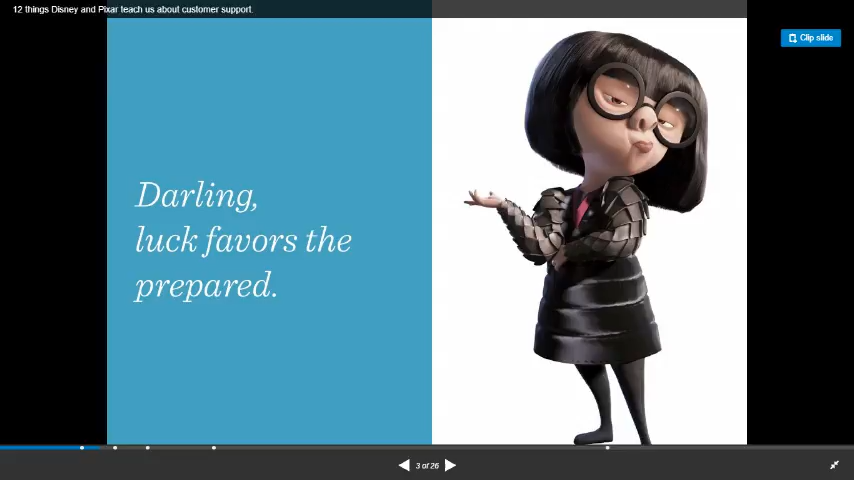 12 things Disney and Pixar teach us about customer support.
Clip slide
Darling,
luck favors the
prepared.
3 of 26